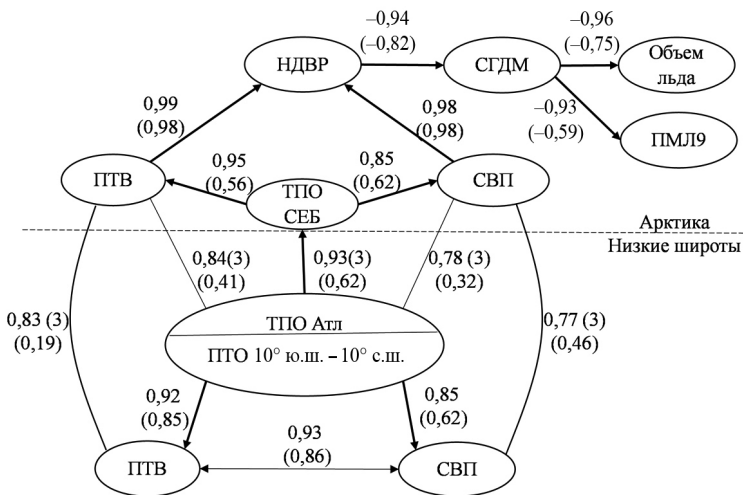 –0,94
(–0,82)
–0,96
(–0,75)
НДВР
СГДМ
Объем
льда
0,99
(0,98)
0,98
(0,98)
–0,93
(–0,59)
ПМЛ9
0,95
(0,56)
0,85
(0,62)
ПТВ
ТПО
СЕБ
СВП
Арктика
Низкие широты
0,84(3)
(0,41)
0,93(3)
(0,62)
0,78 (3)
(0,32)
0,83 (3)
(0,19)
ТПО Атл
ПТО 10° ю.ш. – 10° с.ш.
0,77 (3)
(0,46)
0,92
(0,85)
0,85
(0,62)
0,93
(0,86)
ПТВ
СВП